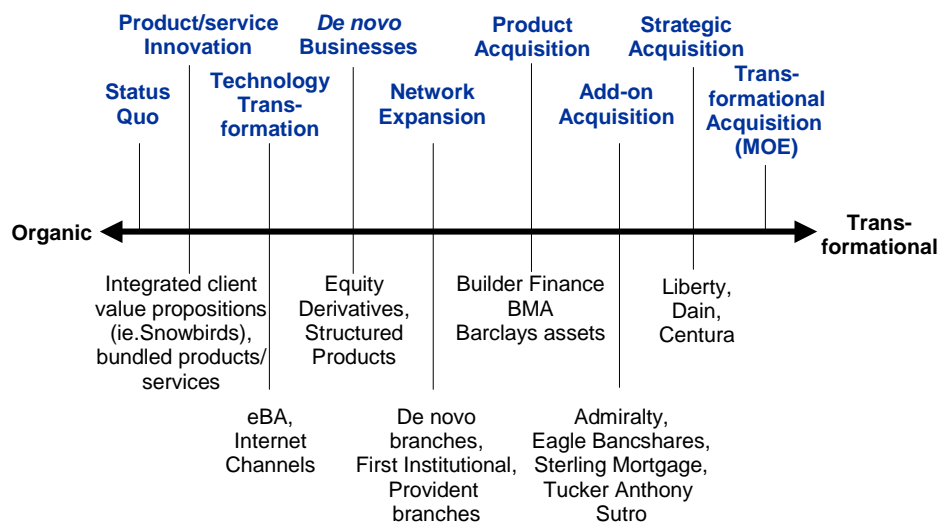 Product/service
Innovation
De novo
Businesses
Product
Acquisition
Strategic
Acquisition
Status
Quo
Technology
Trans-
formation
Network
Expansion
Add-on
Acquisition
Trans-
formational
Acquisition
(MOE)
Organic
Trans-
formational
Integrated client
value propositions
(ie.Snowbirds),
bundled products/
services
Equity
Derivatives,
Structured
Products
Builder Finance
BMA
Barclays assets
Liberty,
Dain,
Centura
eBA,
Internet
Channels
De novo
branches,
First Institutional,
Provident
branches
Admiralty,
Eagle Bancshares,
Sterling Mortgage,
Tucker Anthony
Sutro